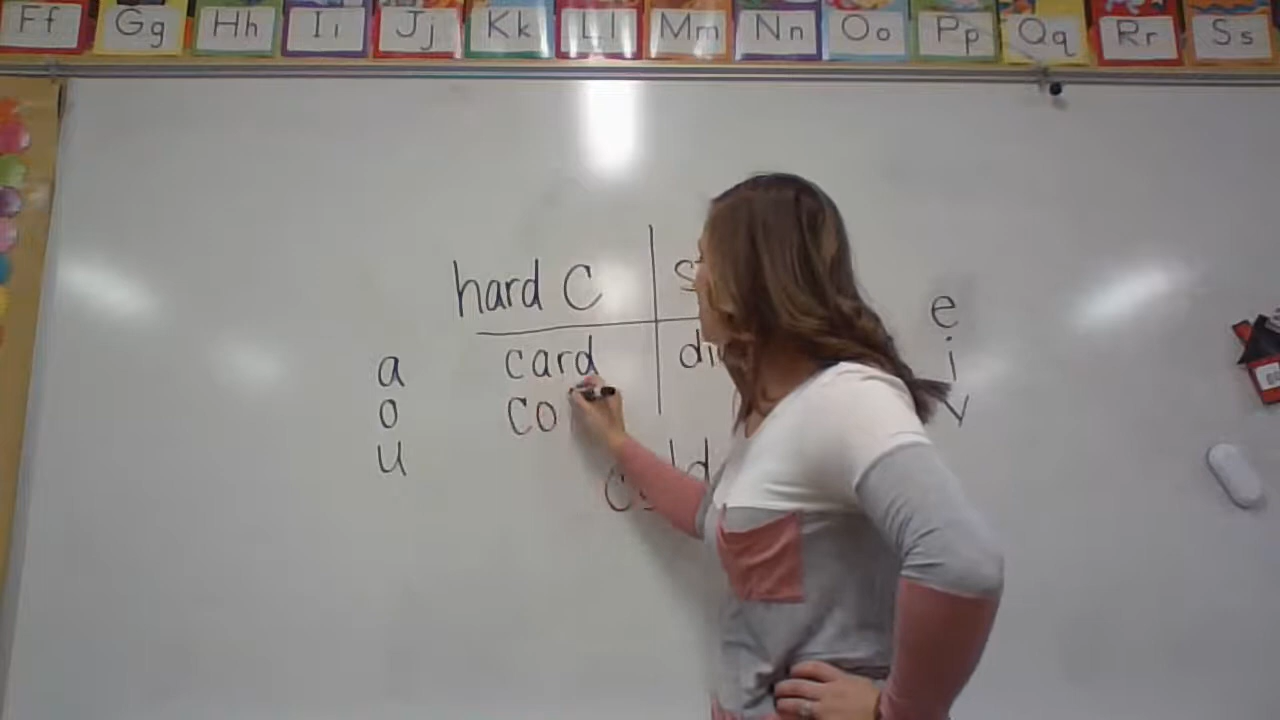 Ff Gg Hh Ii Jj Kk Ll Mm Nn Oo Pp Qq Rr Ss
hard C
e
a card i
o co y
u